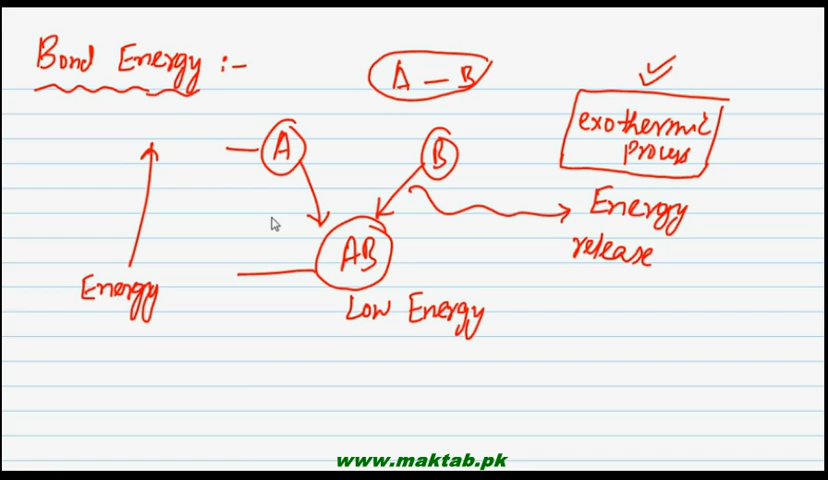 Bond Energy :-
A - B
exothermic
process
A
B
Energy
release
AB
Energy
Low Energy
www.maktab.pk